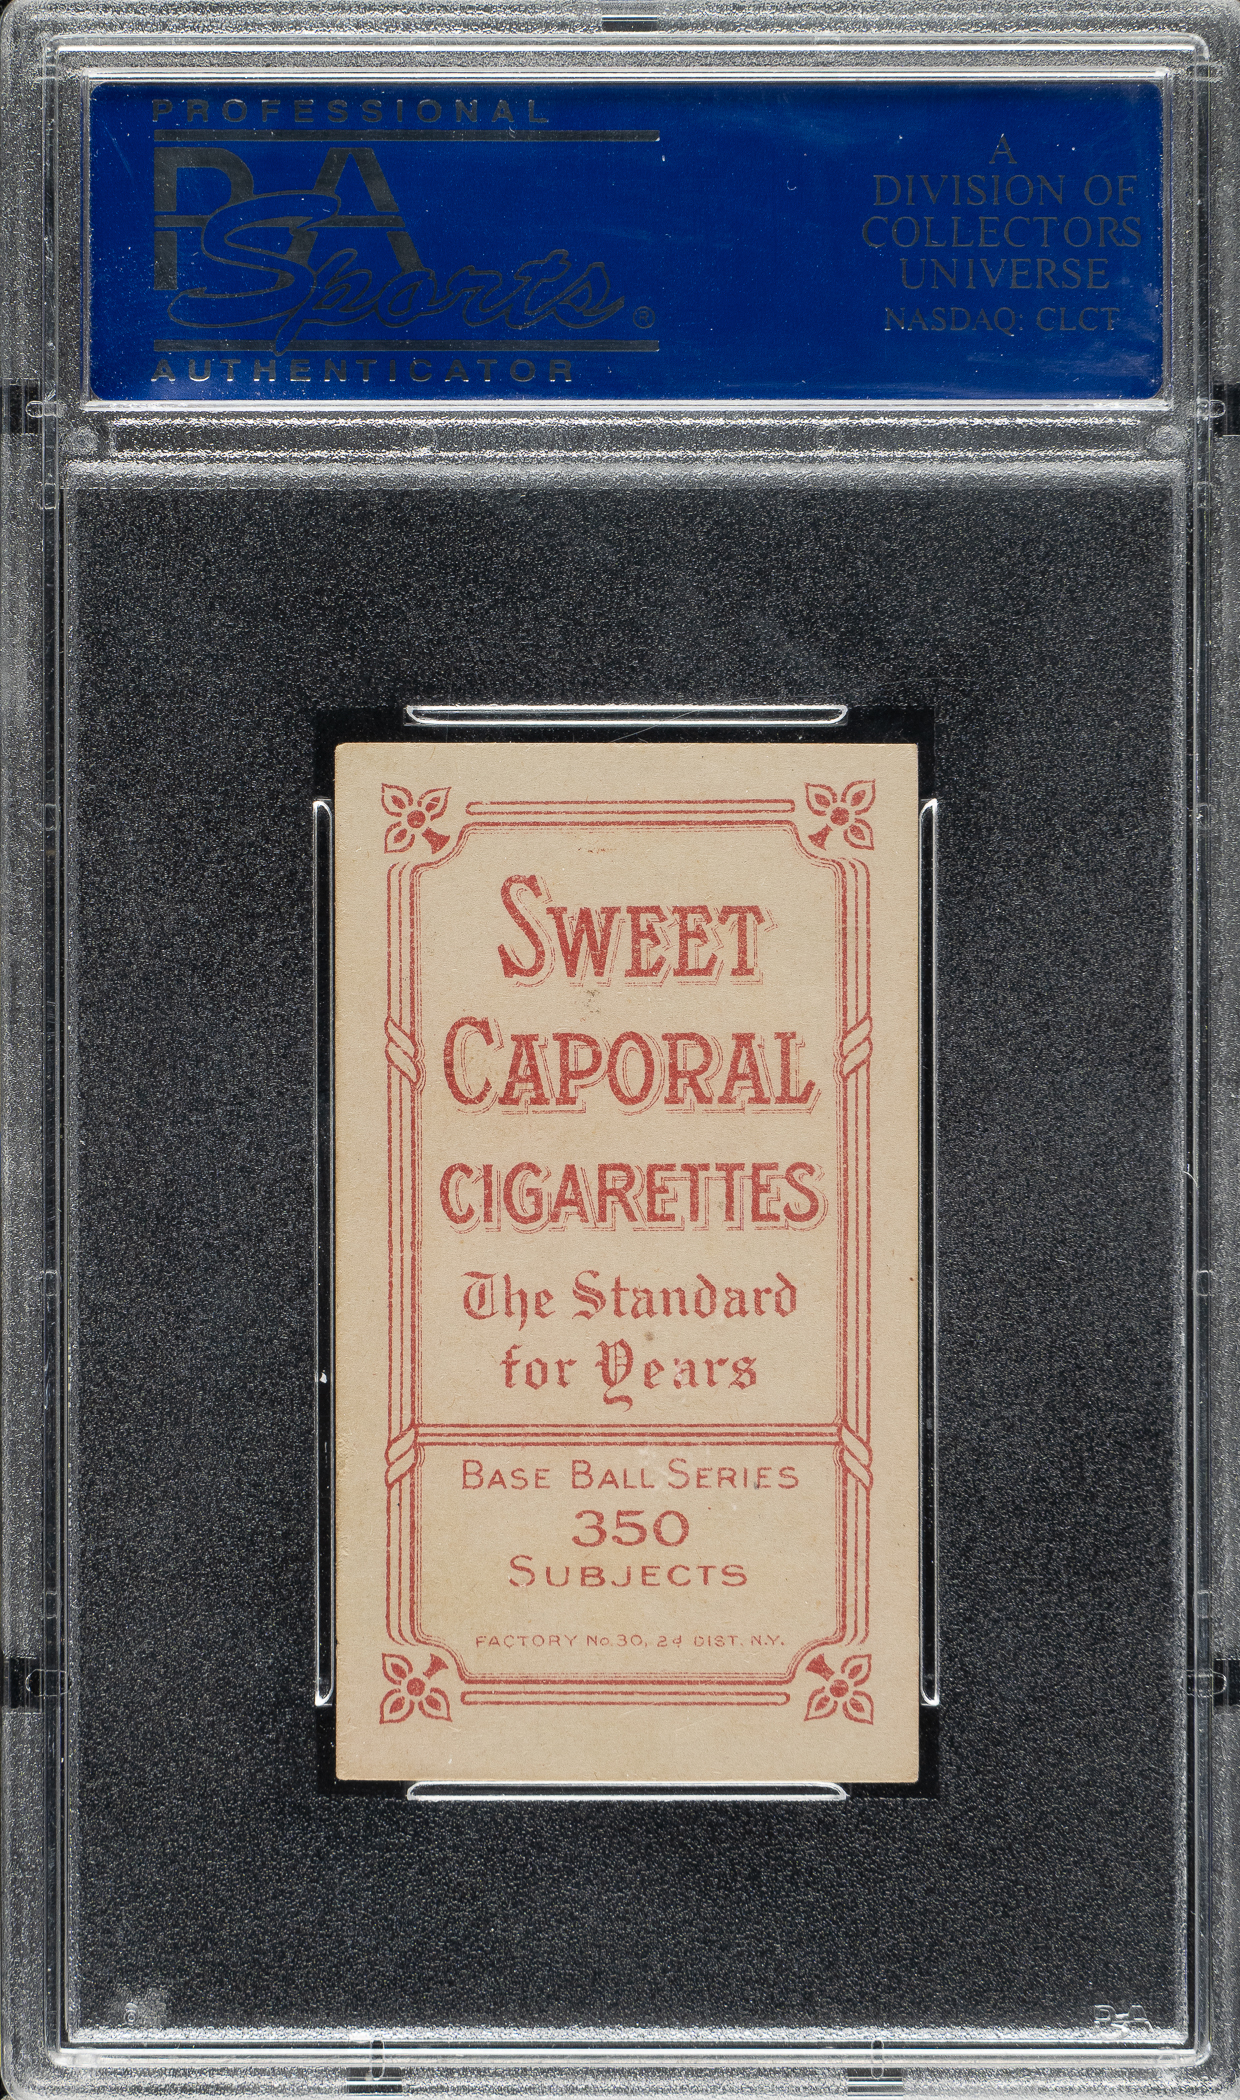 PROFESSIONAL
PSA
Sports®
AUTHENTICATOR
A
DIVISION OF
COLLECTORS
UNIVERSE
NASDAQ: CLCT
SWEET
CAPORAL
CIGARETTES
The Standard
for Years
BASE BALL SERIES
350
SUBJECTS
FACTORY No. 30, 2d DIST. N.Y.
PSA